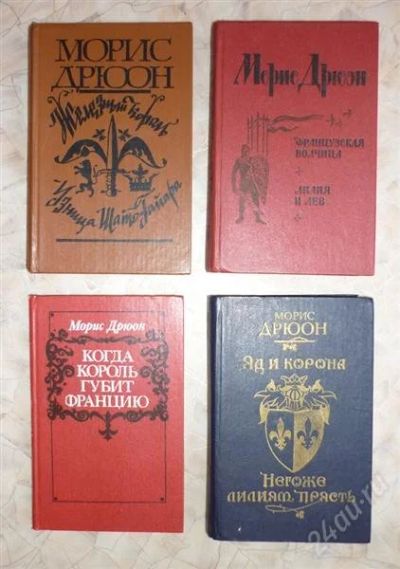 МОРИС
ДРЮОН
Железный король
Узница Шато-Гайара
Морис Дрюон
ФРАНЦУЗСКАЯ
ВОЛЧИЦА
ЛИЛИЯ
И ЛЕВ
Морис Дрюон
КОГДА
КОРОЛЬ
ГУБИТ
ФРАНЦИЮ
МОРИС
ДРЮОН
Яд и корона
Негоже
лилиям прясть
24au.ru